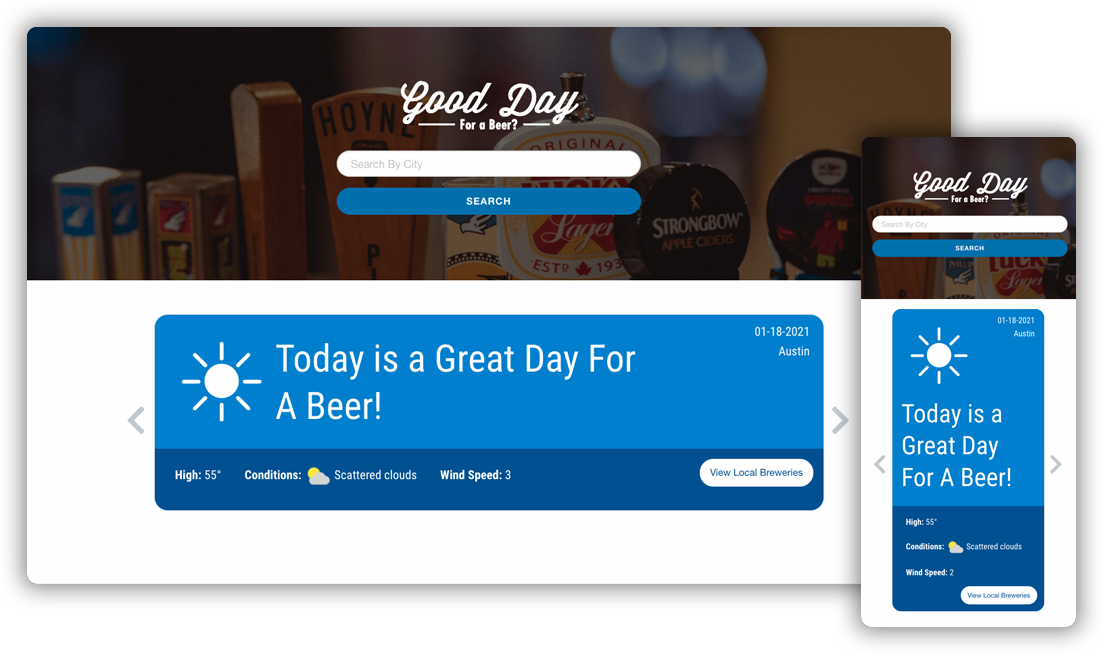 Good Day
For a Beer?
HOYNE
P
I
P
ORIGINAL
LUCKY
Lager
ESTD 193
STRONGBOW
APPLE CIDERS
Search By City
SEARCH
01-18-2021
Austin
Today is a Great Day For
A Beer!
High: 55° Conditions: Scattered clouds Wind Speed: 3
View Local Breweries
Good Day
For a Beer?
Search By City
SEARCH
PHILLIP
Lager
01-18-2021
Austin
Today is a
Great Day
For A Beer!
High: 55°
Conditions: Scattered clouds
Wind Speed: 2
View Local Breweries